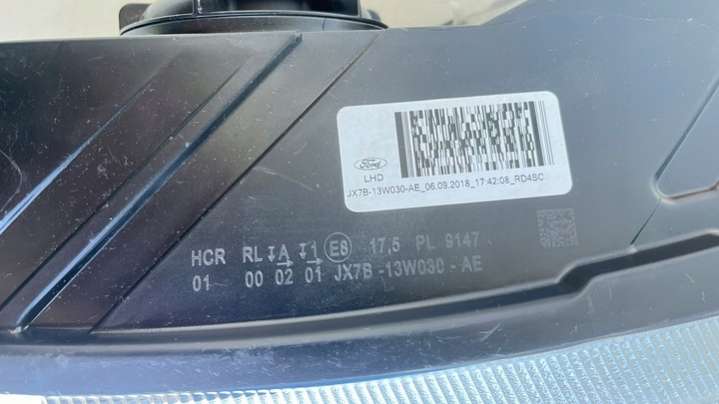 Ford
LHD
JX7B-13W030-AE_06.09.2018_17:42:08_RD4SC
HCR RL A 1 E8 17,5 PL 9147
01 00 02 01 JX7B-13W030-AE